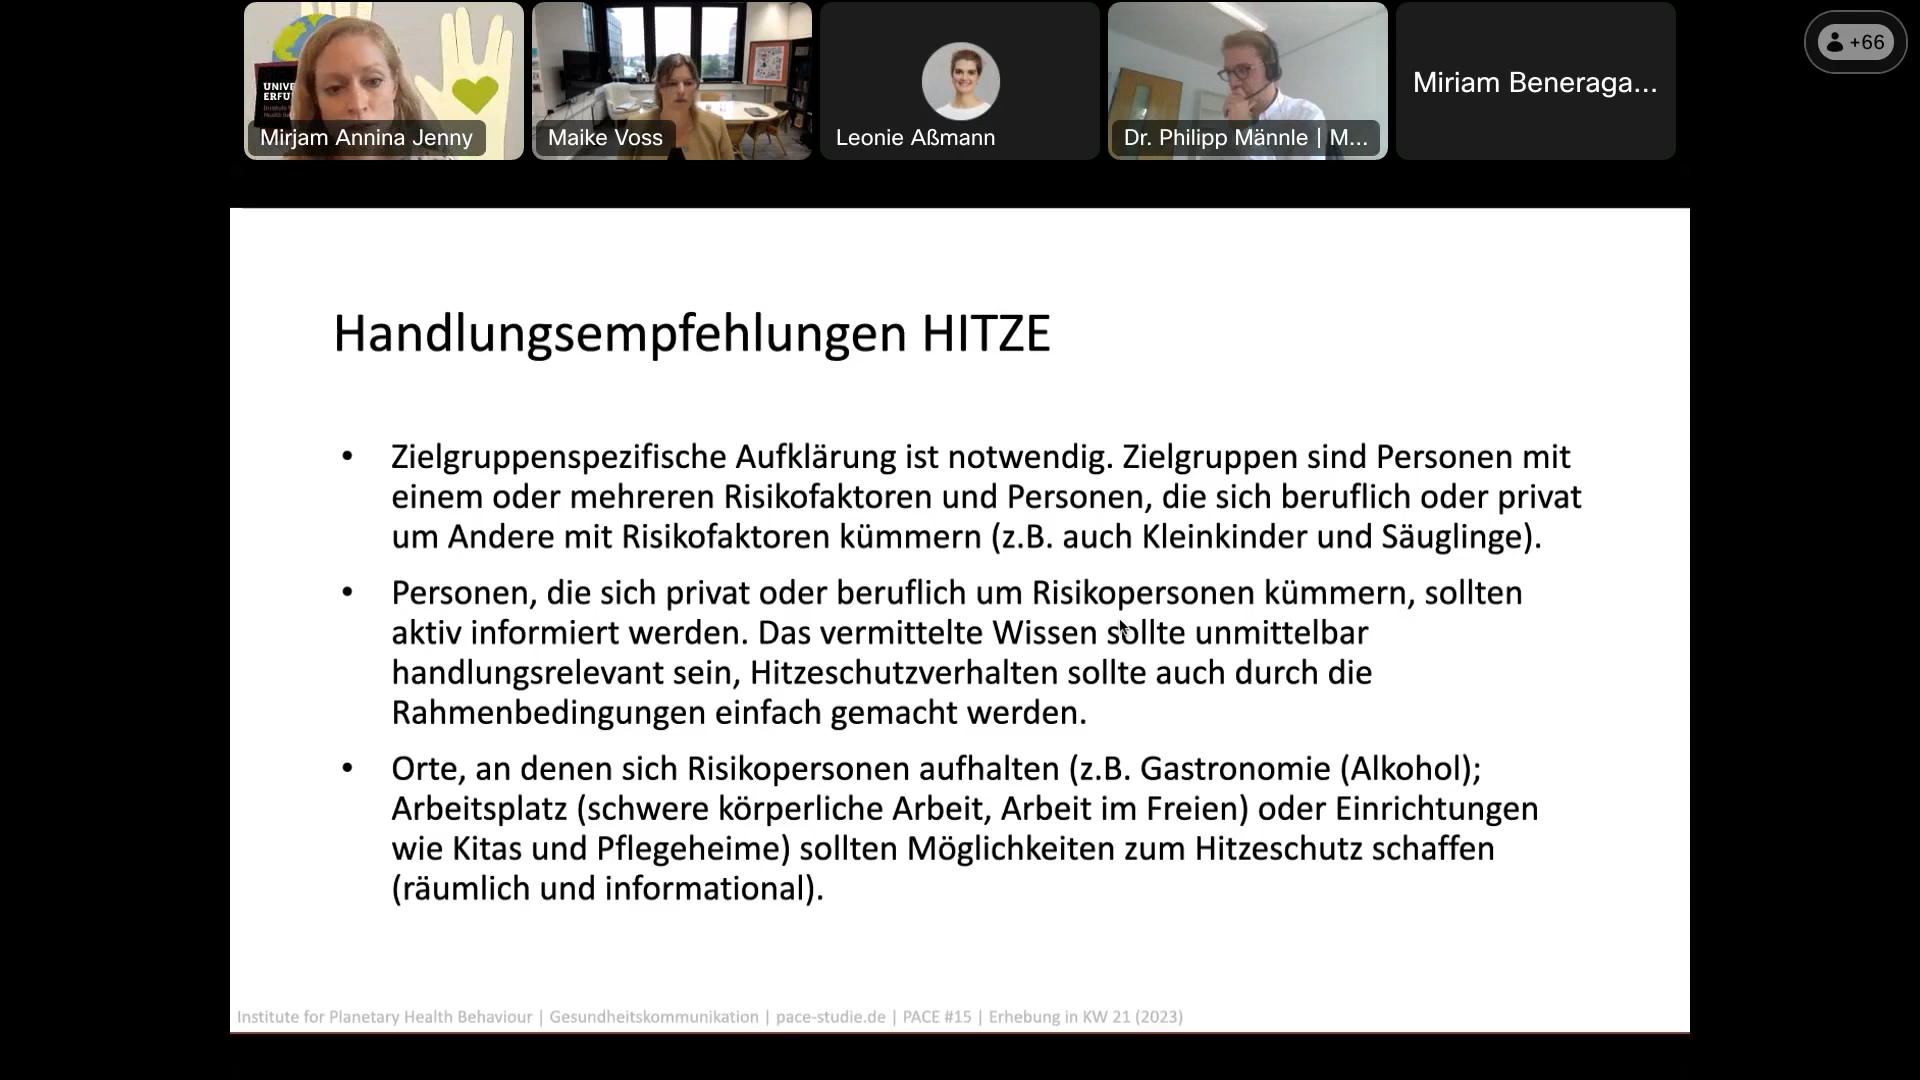 UNIVE
ERFU
Mirjam Annina Jenny
Maike Voss
Leonie Aßmann
Dr. Philipp Männle | M...
Miriam Beneraga...
+66
Handlungsempfehlungen HITZE
• Zielgruppenspezifische Aufklärung ist notwendig. Zielgruppen sind Personen mit
einem oder mehreren Risikofaktoren und Personen, die sich beruflich oder privat
um Andere mit Risikofaktoren kümmern (z.B. auch Kleinkinder und Säuglinge).
• Personen, die sich privat oder beruflich um Risikopersonen kümmern, sollten
aktiv informiert werden. Das vermittelte Wissen sollte unmittelbar
handlungsrelevant sein, Hitzeschutzverhalten sollte auch durch die
Rahmenbedingungen einfach gemacht werden.
• Orte, an denen sich Risikopersonen aufhalten (z.B. Gastronomie (Alkohol);
Arbeitsplatz (schwere körperliche Arbeit, Arbeit im Freien) oder Einrichtungen
wie Kitas und Pflegeheime) sollten Möglichkeiten zum Hitzeschutz schaffen
(räumlich und informational).
Institute for Planetary Health Behaviour | Gesundheitskommunikation | pace-studie.de | PACE #15 | Erhebung in KW 21 (2023)